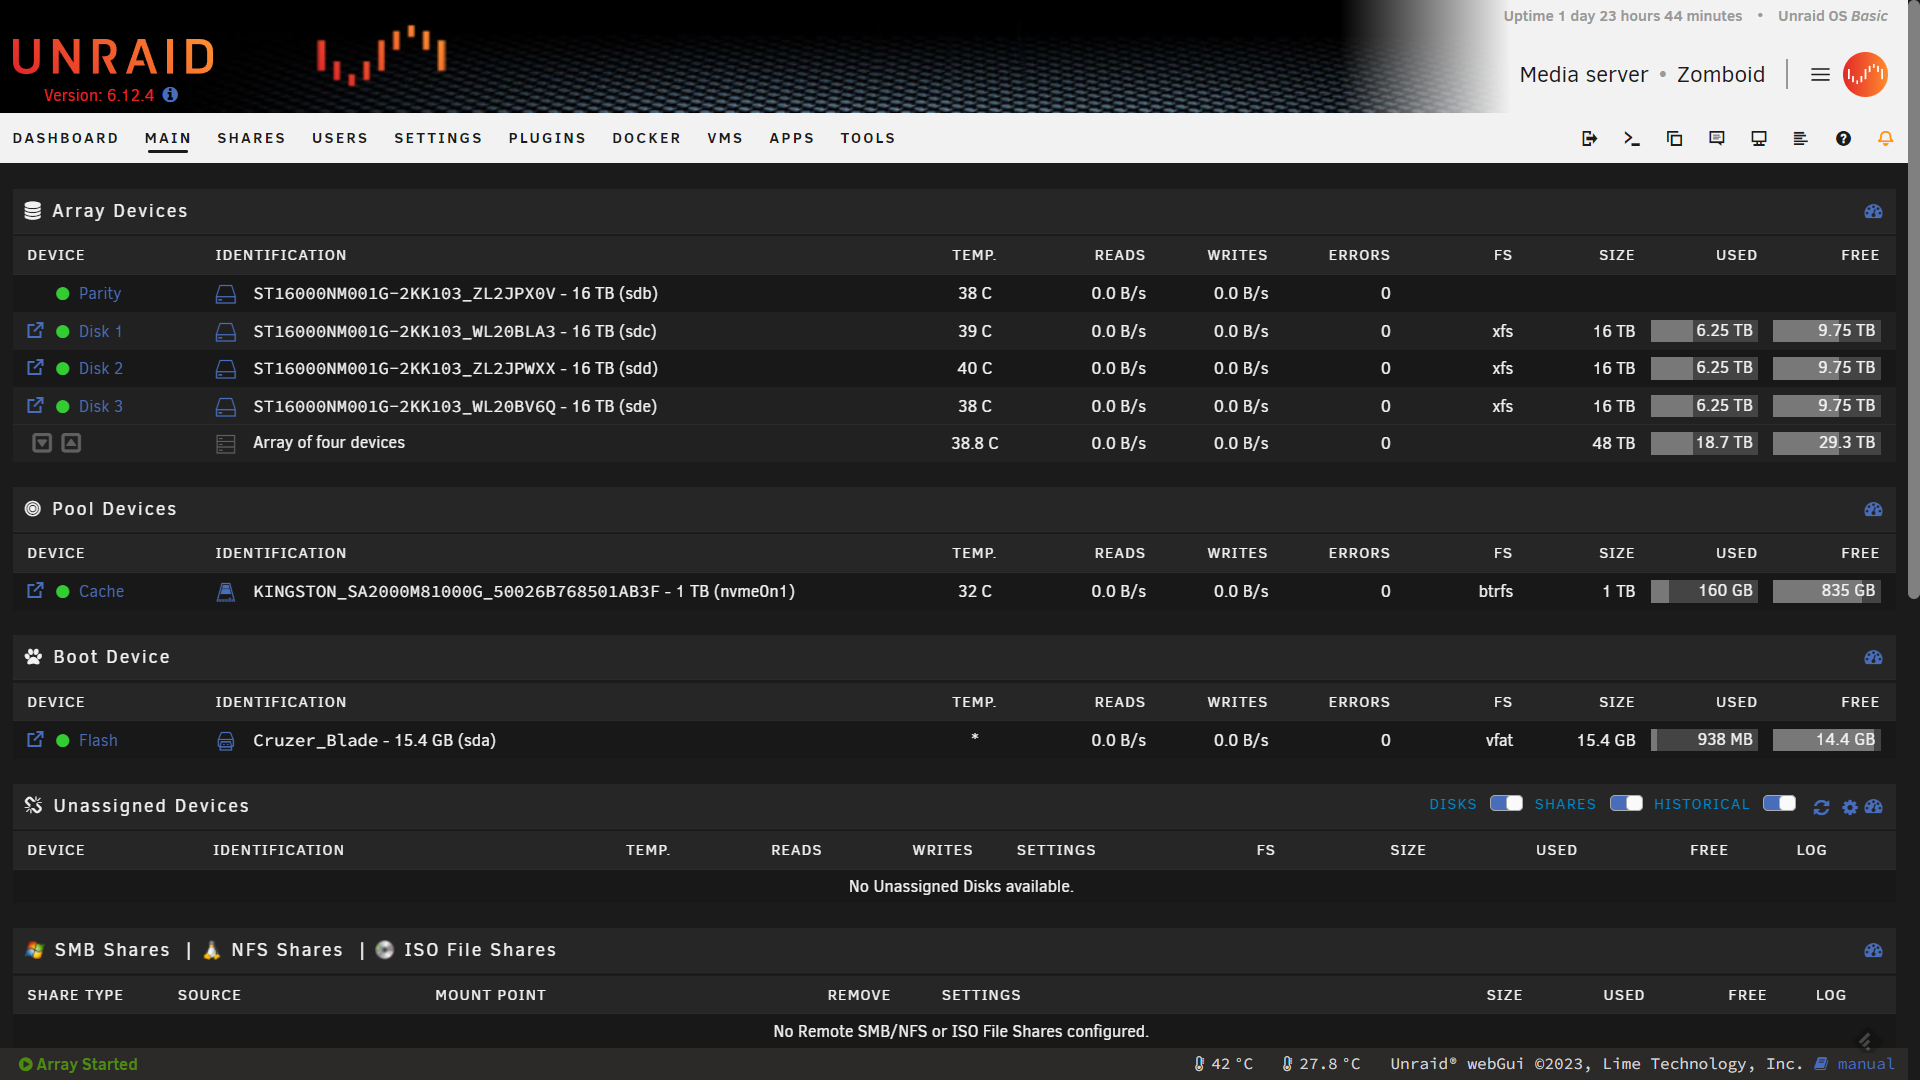 Uptime 1 day 23 hours 44 minutes • Unraid OS Basic
UNRAID
Version: 6.12.4
Media server • Zomboid
DASHBOARD MAIN SHARES USERS SETTINGS PLUGINS DOCKER VMS APPS TOOLS
Array Devices
DEVICE IDENTIFICATION TEMP. READS WRITES ERRORS FS SIZE USED FREE
Parity ST16000NM001G-2KK103_ZL2JPX0V - 16 TB (sdb) 38 C 0.0 B/s 0.0 B/s 0
Disk 1 ST16000NM001G-2KK103_WL20BLA3 - 16 TB (sdc) 39 C 0.0 B/s 0.0 B/s 0 xfs 16 TB 6.25 TB 9.75 TB
Disk 2 ST16000NM001G-2KK103_ZL2JPWXX - 16 TB (sdd) 40 C 0.0 B/s 0.0 B/s 0 xfs 16 TB 6.25 TB 9.75 TB
Disk 3 ST16000NM001G-2KK103_WL20BV6Q - 16 TB (sde) 38 C 0.0 B/s 0.0 B/s 0 xfs 16 TB 6.25 TB 9.75 TB
Array of four devices 38.8 C 0.0 B/s 0.0 B/s 0 48 TB 18.7 TB 29.3 TB
Pool Devices
DEVICE IDENTIFICATION TEMP. READS WRITES ERRORS FS SIZE USED FREE
Cache KINGSTON_SA2000M81000G_50026B768501AB3F - 1 TB (nvme0n1) 32 C 0.0 B/s 0.0 B/s 0 btrfs 1 TB 160 GB 835 GB
Boot Device
DEVICE IDENTIFICATION TEMP. READS WRITES ERRORS FS SIZE USED FREE
Flash Cruzer_Blade - 15.4 GB (sda) * 0.0 B/s 0.0 B/s 0 vfat 15.4 GB 938 MB 14.4 GB
Unassigned Devices DISKS SHARES HISTORICAL
DEVICE IDENTIFICATION TEMP. READS WRITES SETTINGS FS SIZE USED FREE LOG
No Unassigned Disks available.
SMB Shares | NFS Shares | ISO File Shares
SHARE TYPE SOURCE MOUNT POINT REMOVE SETTINGS SIZE USED FREE LOG
No Remote SMB/NFS or ISO File Shares configured.
Array Started 42 °C 27.8 °C Unraid® webGui ©2023, Lime Technology, Inc. manual